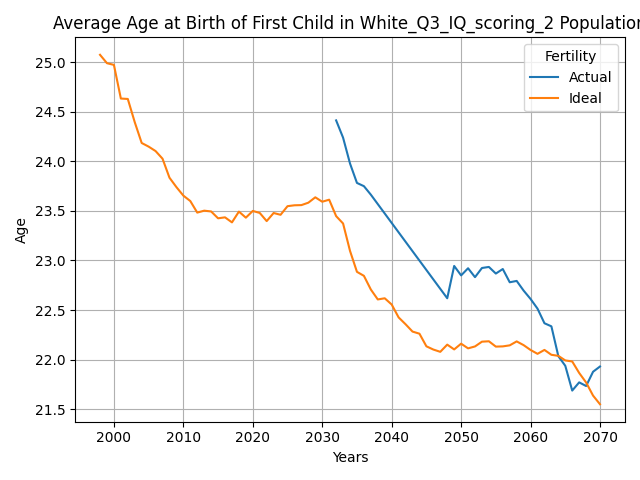 Average Age at Birth of First Child in White_Q3_IQ_scoring_2 Population
Fertility
Actual
Ideal
25.0
24.5
24.0
23.5
23.0
22.5
22.0
21.5
Age
2000
2010
2020
2030
2040
2050
2060
2070
Years